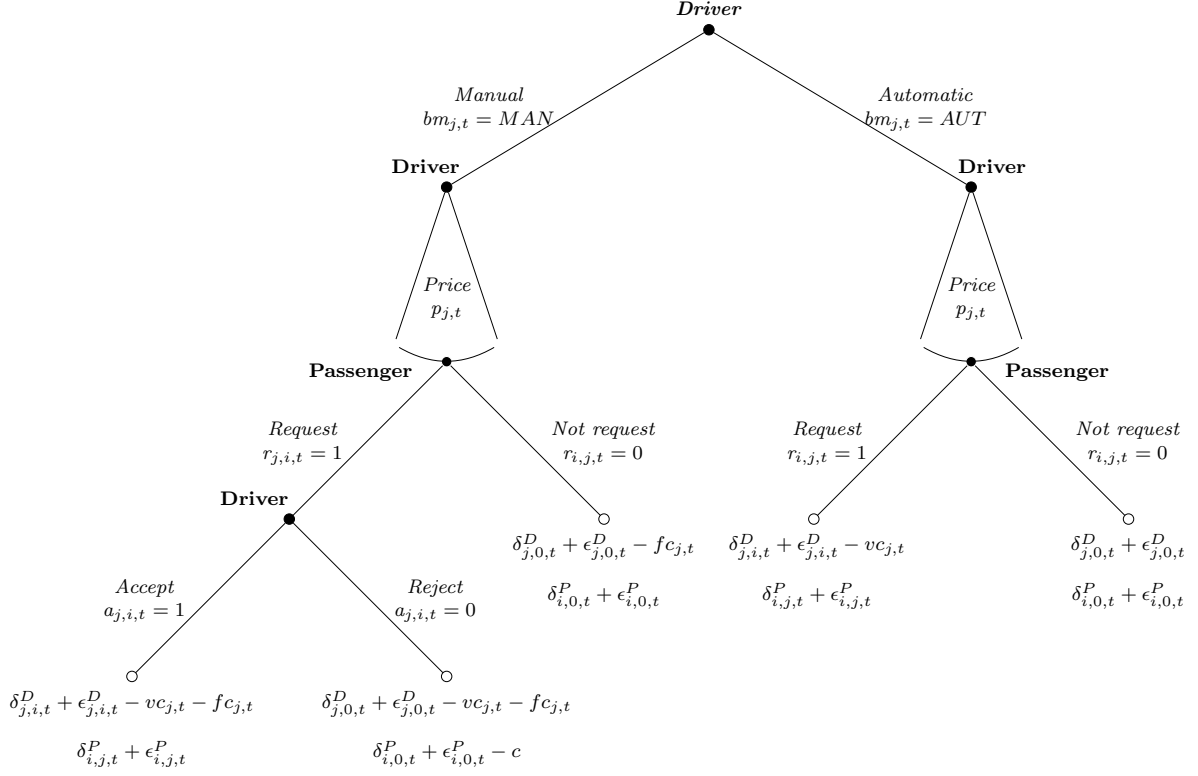 Driver
Manual
bm_{j,t} = MAN
Automatic
bm_{j,t} = AUT
Driver
Driver
Price
p_{j,t}
Price
p_{j,t}
Passenger
Passenger
Request
r_{j,i,t} = 1
Not request
r_{i,j,t} = 0
Request
r_{i,j,t} = 1
Not request
r_{i,j,t} = 0
Driver
δ^D_{j,0,t} + ϵ^D_{j,0,t} − fc_{j,t}
δ^P_{i,0,t} + ϵ^P_{i,0,t}
δ^D_{j,i,t} + ϵ^D_{j,i,t} − vc_{j,t}
δ^P_{i,j,t} + ϵ^P_{i,j,t}
δ^D_{j,0,t} + ϵ^D_{j,0,t}
δ^P_{i,0,t} + ϵ^P_{i,0,t}
Accept
a_{j,i,t} = 1
Reject
a_{j,i,t} = 0
δ^D_{j,i,t} + ϵ^D_{j,i,t} − vc_{j,t} − fc_{j,t}
δ^P_{i,j,t} + ϵ^P_{i,j,t}
δ^D_{j,0,t} + ϵ^D_{j,0,t} − vc_{j,t} − fc_{j,t}
δ^P_{i,0,t} + ϵ^P_{i,0,t} − c